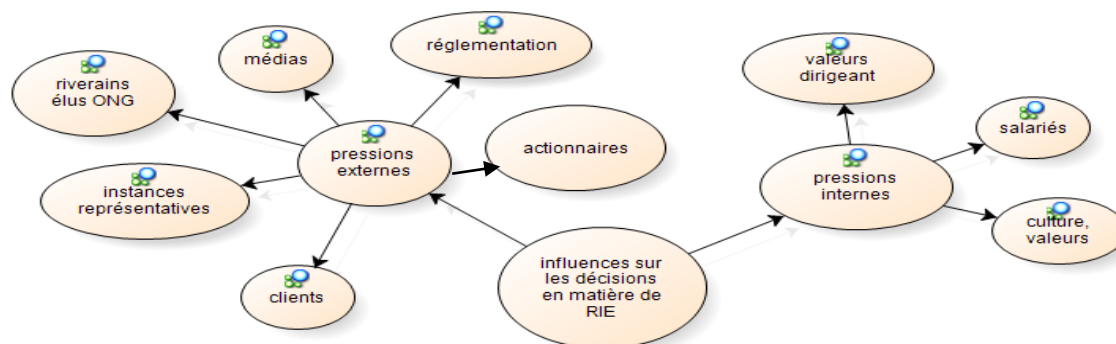 médias
réglementation
riverains
élus ONG
valeurs
dirigeant
salariés
pressions
externes
actionnaires
pressions
internes
instances
représentatives
culture,
valeurs
influences sur
les décisions
en matière de
RIE
clients